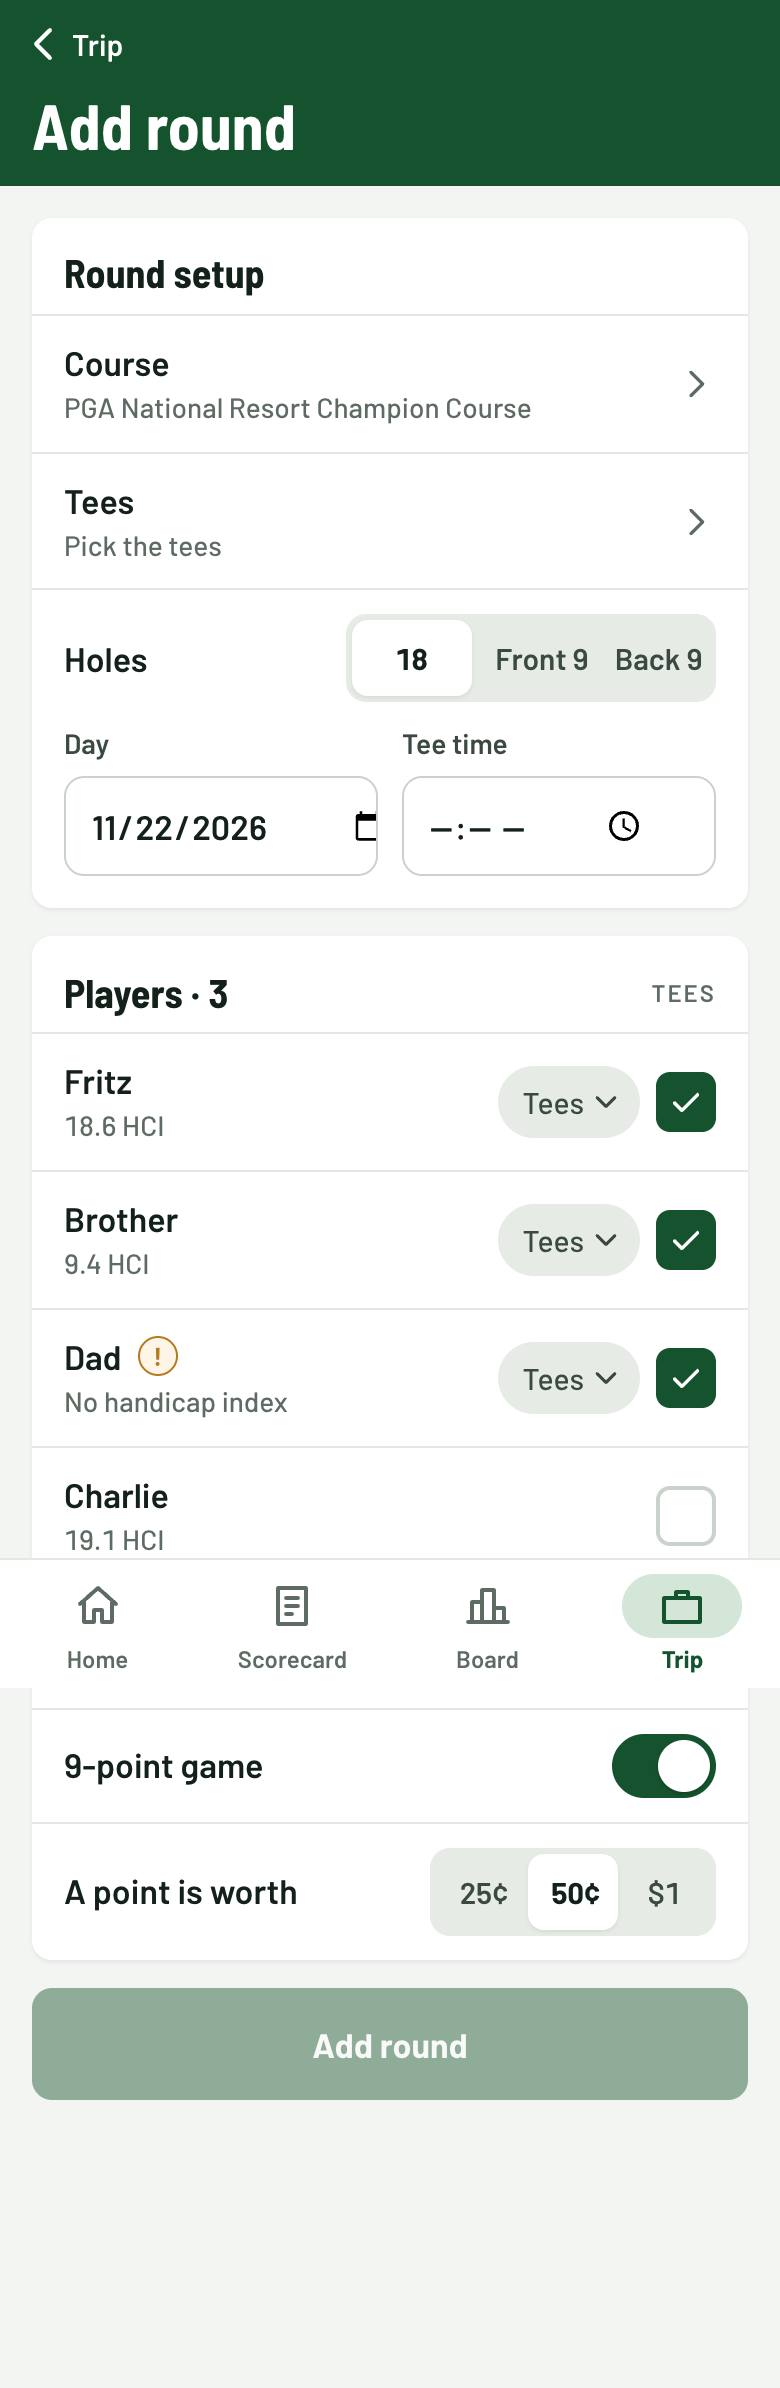 Trip
Add round
Round setup
Course
PGA National Resort Champion Course
Tees
Pick the tees
Holes
18 Front 9 Back 9
Day Tee time
11/22/2026 –:– –
Players · 3 TEES
Fritz
18.6 HCI
Tees
Brother
9.4 HCI
Tees
Dad !
No handicap index
Tees
Charlie
19.1 HCI
Home Scorecard Board Trip
9-point game
A point is worth 25¢ 50¢ $1
Add round